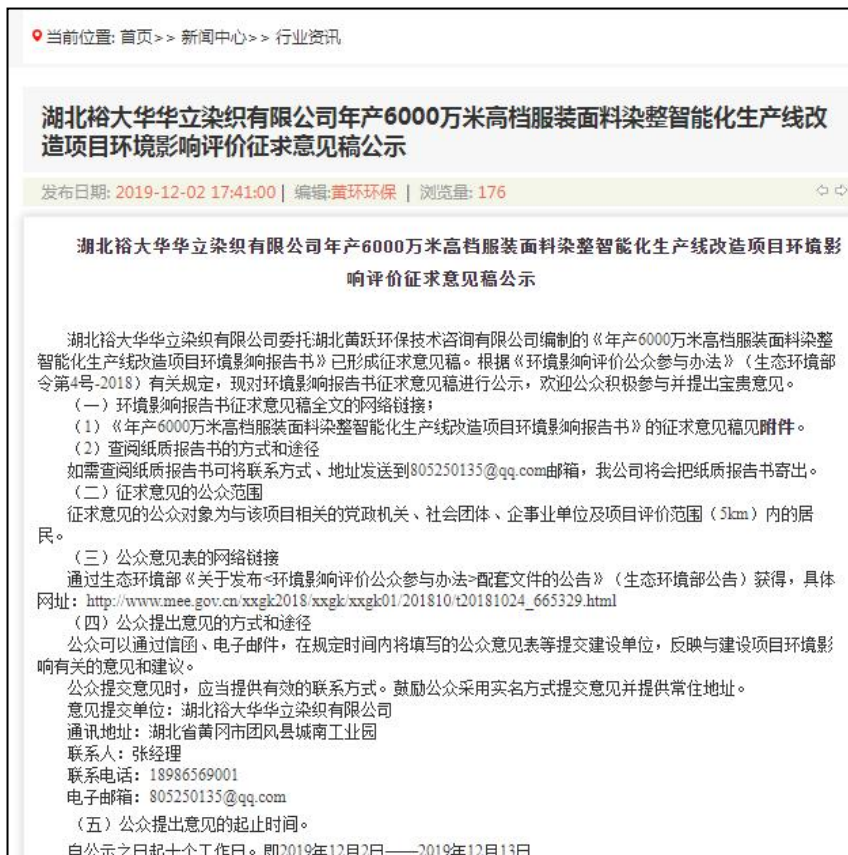 当前位置: 首页>> 新闻中心>> 行业资讯
湖北裕大华华立染织有限公司年产6000万米高档服装面料染整智能化生产线改
造项目环境影响评价征求意见稿公示
发布日期: 2019-12-02 17:41:00 | 编辑:黄环环保 | 浏览量: 176
湖北裕大华华立染织有限公司年产6000万米高档服装面料染整智能化生产线改造项目环境影
响评价征求意见稿公示
湖北裕大华华立染织有限公司委托湖北黄跃环保技术咨询有限公司编制的《年产6000万米高档服装面料染整
智能化生产线改造项目环境影响报告书》已形成征求意见稿。根据《环境影响评价公众参与办法》（生态环境部
令第4号-2018）有关规定，现对环境影响报告书征求意见稿进行公示，欢迎公众积极参与并提出宝贵意见。
（一）环境影响报告书征求意见稿全文的网络链接；
（1）《年产6000万米高档服装面料染整智能化生产线改造项目环境影响报告书》的征求意见稿见附件。
（2）查阅纸质报告书的方式和途径
如需查阅纸质报告书可将联系方式、地址发送到805250135@qq.com邮箱，我公司将会把纸质报告书寄出。
（二）征求意见的公众范围
征求意见的公众对象为与该项目相关的党政机关、社会团体、企事业单位及项目评价范围（5km）内的居
民。
（三）公众意见表的网络链接
通过生态环境部《关于发布<环境影响评价公众参与办法>配套文件的公告》（生态环境部公告）获得，具体
网址：http://www.mee.gov.cn/xxgk2018/xxgk/xxgk01/201810/t20181024_665329.html
（四）公众提出意见的方式和途径
公众可以通过信函、电子邮件，在规定时间内将填写的公众意见表等提交建设单位，反映与建设项目环境影
响有关的意见和建议。
公众提交意见时，应当提供有效的联系方式。鼓励公众采用实名方式提交意见并提供常住地址。
意见提交单位：湖北裕大华华立染织有限公司
通讯地址：湖北省黄冈市团风县城南工业园
联系人：张经理
联系电话：18986569001
电子邮箱：805250135@qq.com
（五）公众提出意见的起止时间。
自公示之日起十个工作日。即2019年12月2日——2019年12月13日